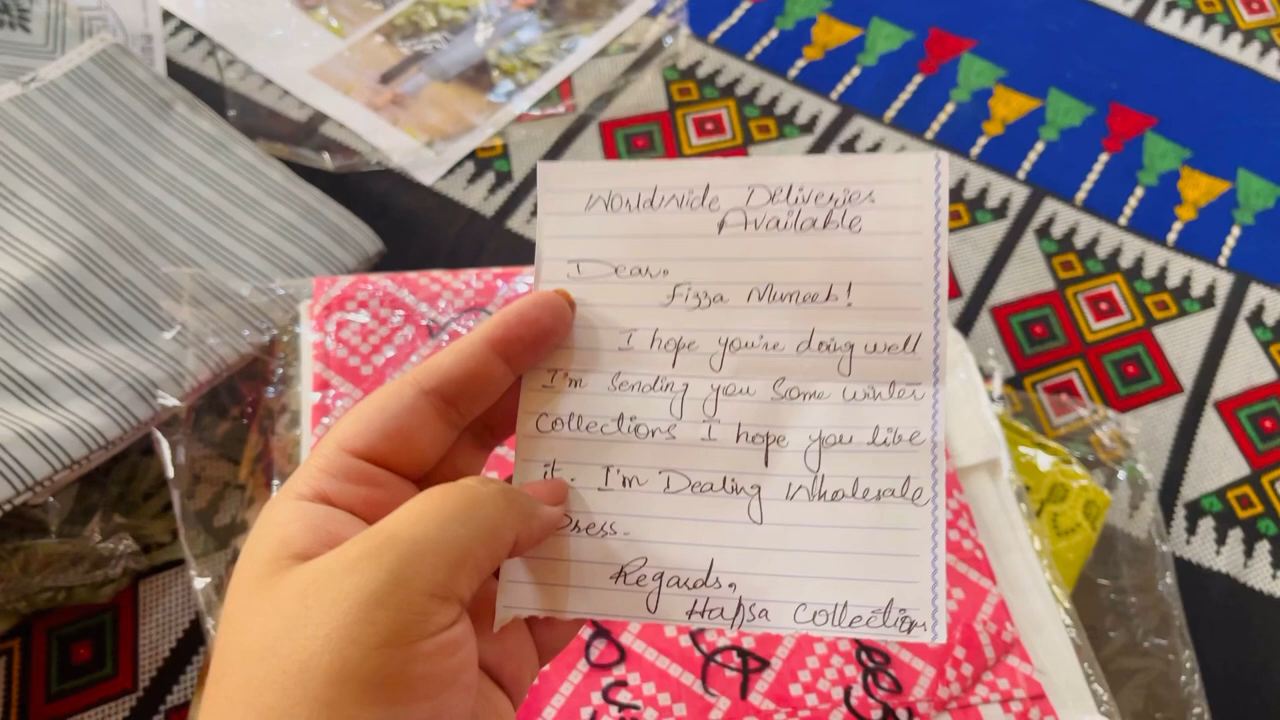 Worldwide Deliveries
Available
Dear,
Fizza Muneeb!
I hope you're doing well
I'm Sending you Some winter
Collections I hope you like
it. I'm Dealing Wholesale
Dress.
Regards,
Hafsa Collection